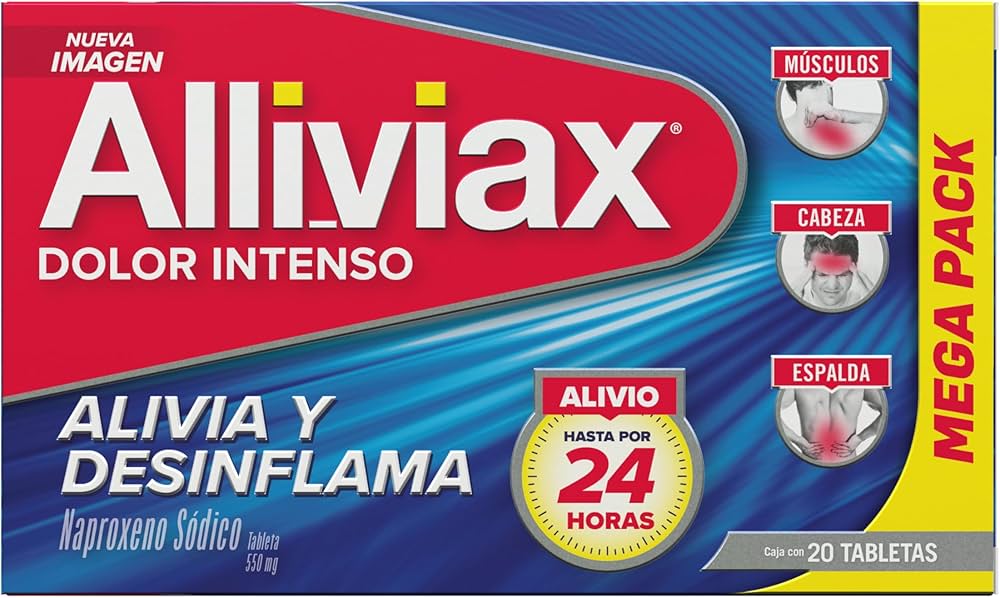 NUEVA
IMAGEN
Alliviax®
DOLOR INTENSO
ALIVIA Y
DESINFLAMA
Naproxeno Sódico Tableta
550 mg
ALIVIO
HASTA POR
24
HORAS
MÚSCULOS
CABEZA
ESPALDA
MEGA PACK
Caja con 20 TABLETAS